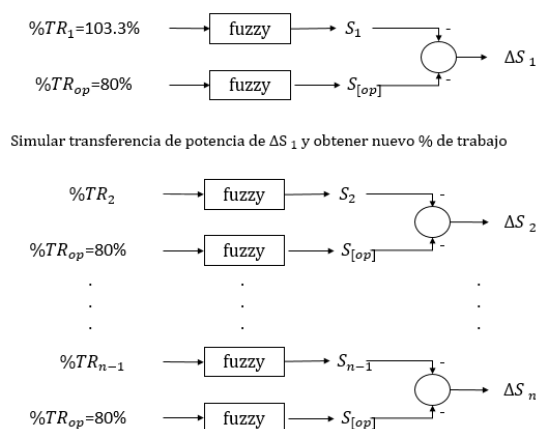 %TR₁=103.3% fuzzy S₁ - ΔS ₁
%TRₒₚ=80% fuzzy S[ₒₚ] -
Simular transferencia de potencia de ΔS ₁ y obtener nuevo % de trabajo
%TR₂ fuzzy S₂ - ΔS ₂
%TRₒₚ=80% fuzzy S[ₒₚ] -
. . .
. . .
. . .
%TRₙ₋₁ fuzzy Sₙ₋₁ - ΔS ₙ
%TRₒₚ=80% fuzzy S[ₒₚ] -